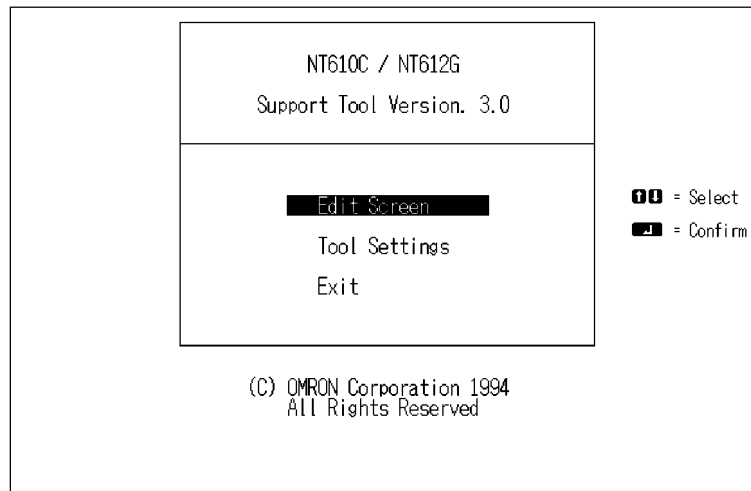 NT610C / NT612G
Support Tool Version. 3.0
Edit Screen
Tool Settings
Exit
↑↓ = Select
↵ = Confirm
(C) OMRON Corporation 1994
All Rights Reserved